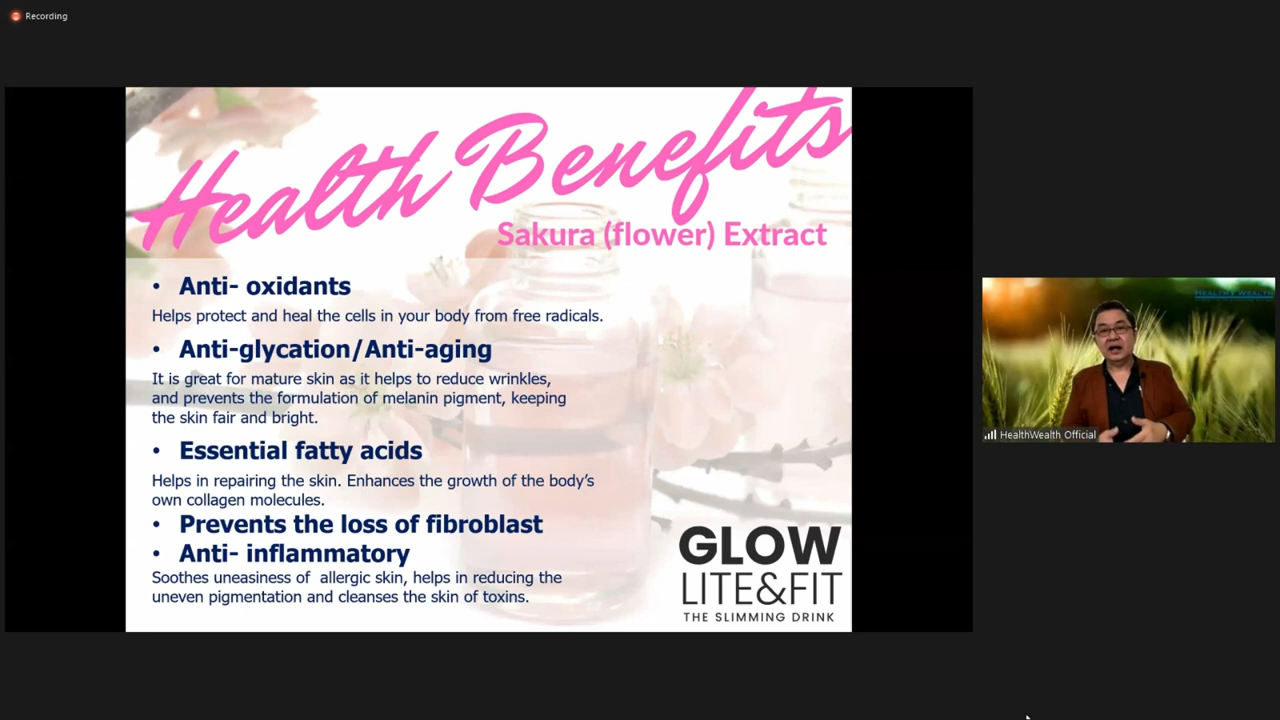 Recording
Health Benefits
Sakura (flower) Extract
• Anti- oxidants
Helps protect and heal the cells in your body from free radicals.
• Anti-glycation/Anti-aging
It is great for mature skin as it helps to reduce wrinkles,
and prevents the formulation of melanin pigment, keeping
the skin fair and bright.
• Essential fatty acids
Helps in repairing the skin. Enhances the growth of the body’s
own collagen molecules.
• Prevents the loss of fibroblast
• Anti- inflammatory
Soothes uneasiness of  allergic skin, helps in reducing the
uneven pigmentation and cleanses the skin of toxins.
GLOW
LITE&FIT
THE SLIMMING DRINK
HEALTH WEALTH
HealthWealth Official